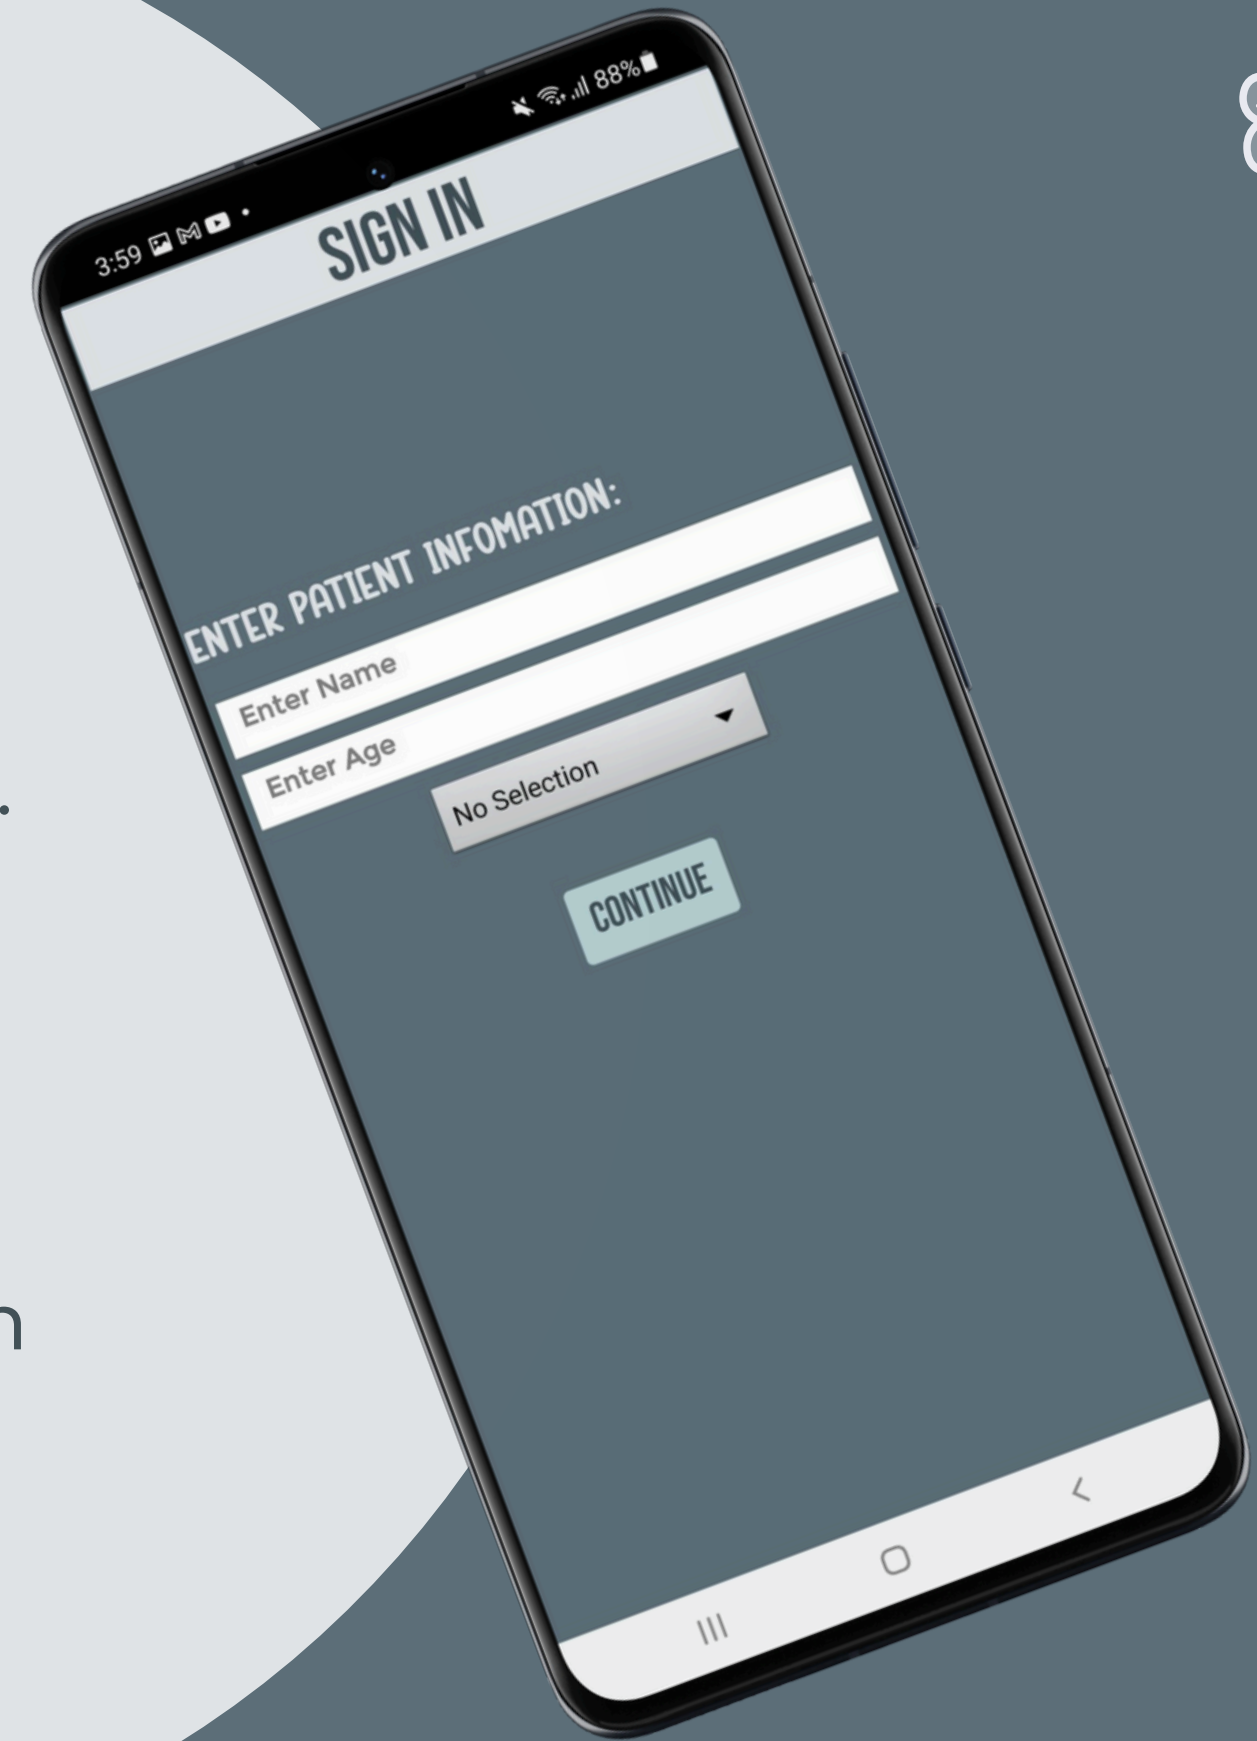 3:59
88%
SIGN IN
ENTER PATIENT INFOMATION:
Enter Name
Enter Age
No Selection
CONTINUE
.
n